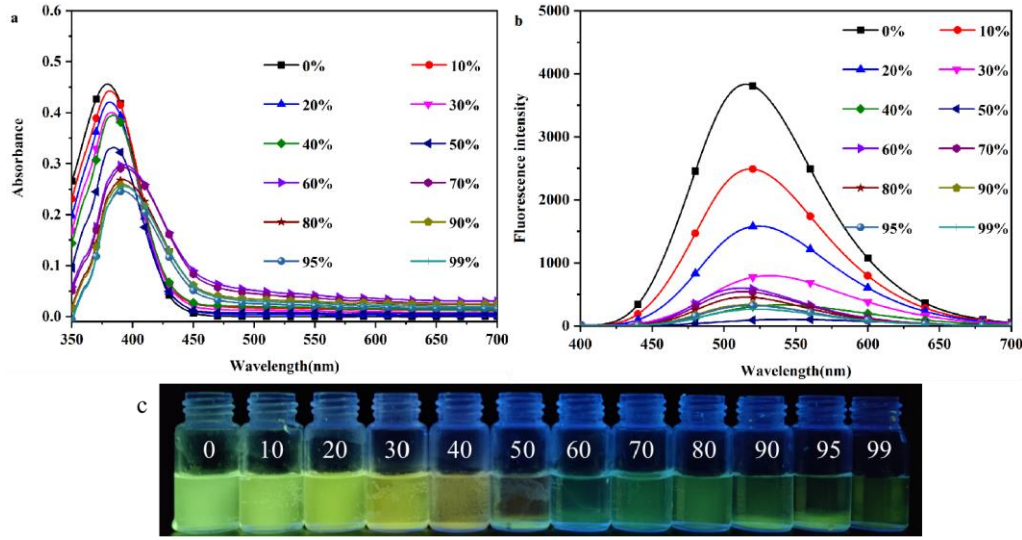 a
0.6
0.5
0.4
0.3
0.2
0.1
0.0
Absorbance
350 400 450 500 550 600 650 700
Wavelength(nm)
0% 10%
20% 30%
40% 50%
60% 70%
80% 90%
95% 99%
b
5000
4000
3000
2000
1000
0
Fluorescence intensity
400 450 500 550 600 650 700
Wavelength(nm)
0% 10%
20% 30%
40% 50%
60% 70%
80% 90%
95% 99%
c
0 10 20 30 40 50 60 70 80 90 95 99